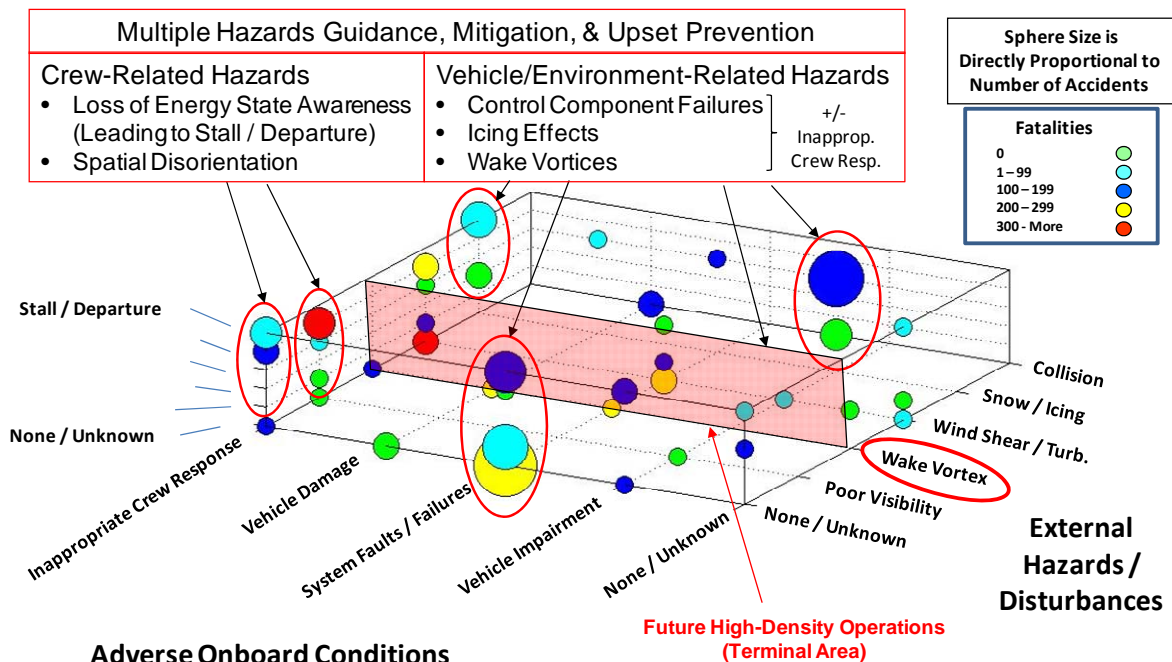 Multiple Hazards Guidance, Mitigation, & Upset Prevention
Crew-Related Hazards
• Loss of Energy State Awareness
(Leading to Stall / Departure)
• Spatial Disorientation
Vehicle/Environment-Related Hazards
• Control Component Failures
• Icing Effects
• Wake Vortices
+/-
Inapprop.
Crew Resp.
Sphere Size is
Directly Proportional to
Number of Accidents
Fatalities
0
1 – 99
100 – 199
200 – 299
300 - More
Stall / Departure
None / Unknown
Inappropriate Crew Response
Vehicle Damage
System Faults / Failures
Vehicle Impairment
None / Unknown
Collision
Snow / Icing
Wind Shear / Turb.
Wake Vortex
Poor Visibility
None / Unknown
External
Hazards /
Disturbances
Future High-Density Operations
(Terminal Area)
Adverse Onboard Conditions